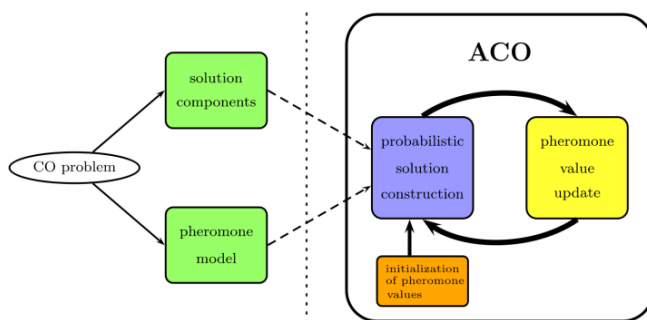 ACO
solution
components
CO problem
pheromone
model
probabilistic
solution
construction
pheromone
value
update
initialization
of pheromone
values